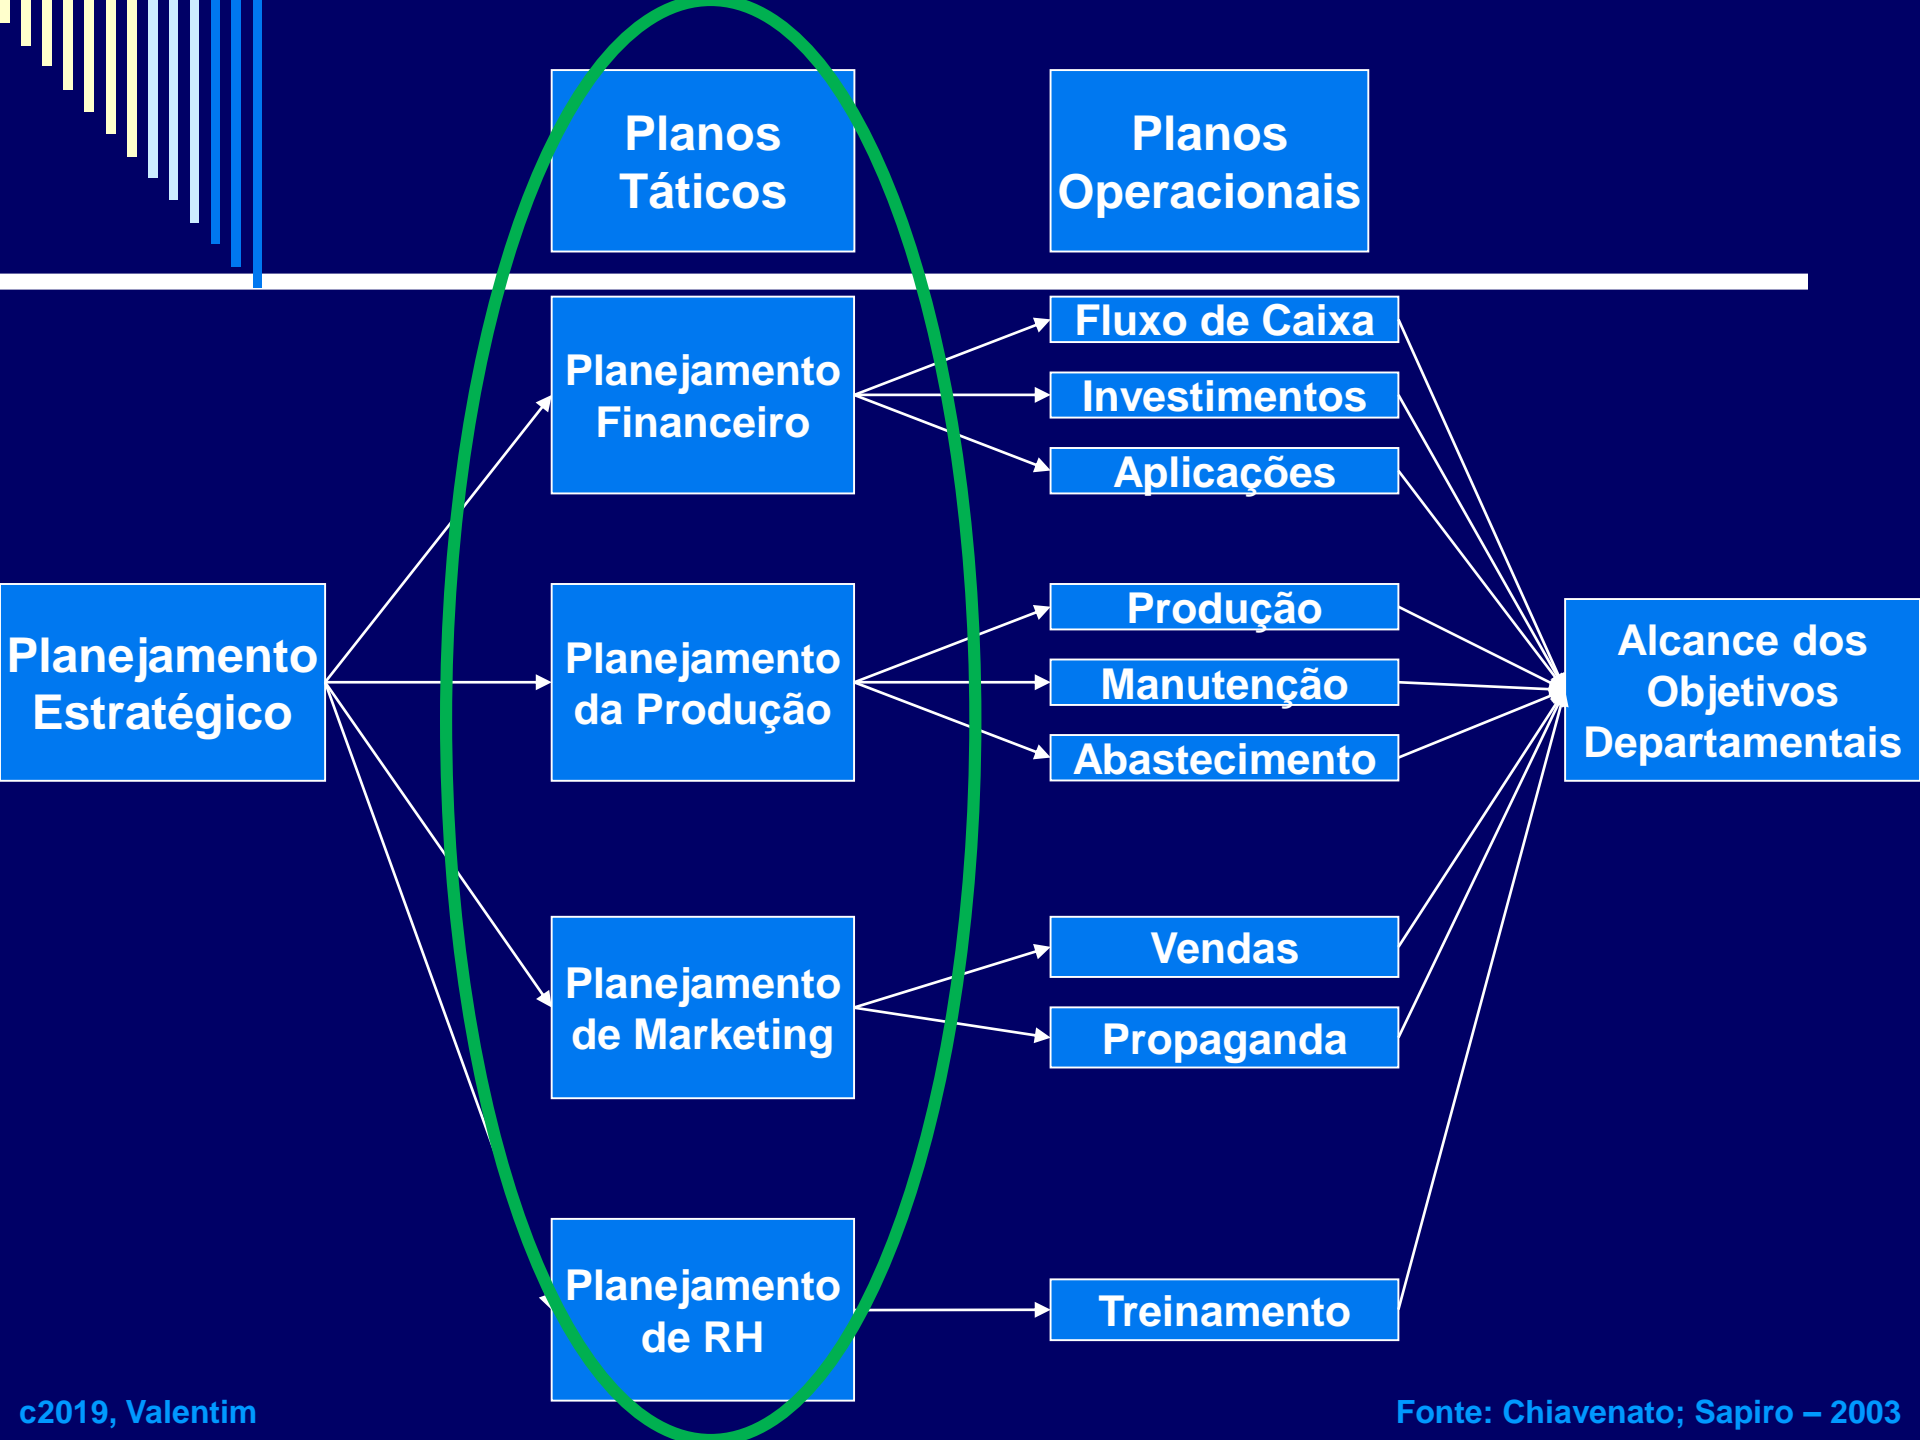 Planos
Táticos
Planos
Operacionais
Planejamento
Estratégico
Planejamento
Financeiro
Fluxo de Caixa
Investimentos
Aplicações
Planejamento
da Produção
Produção
Manutenção
Abastecimento
Planejamento
de Marketing
Vendas
Propaganda
Planejamento
de RH
Treinamento
Alcance dos
Objetivos
Departamentais
c2019, Valentim
Fonte: Chiavenato; Sapiro – 2003